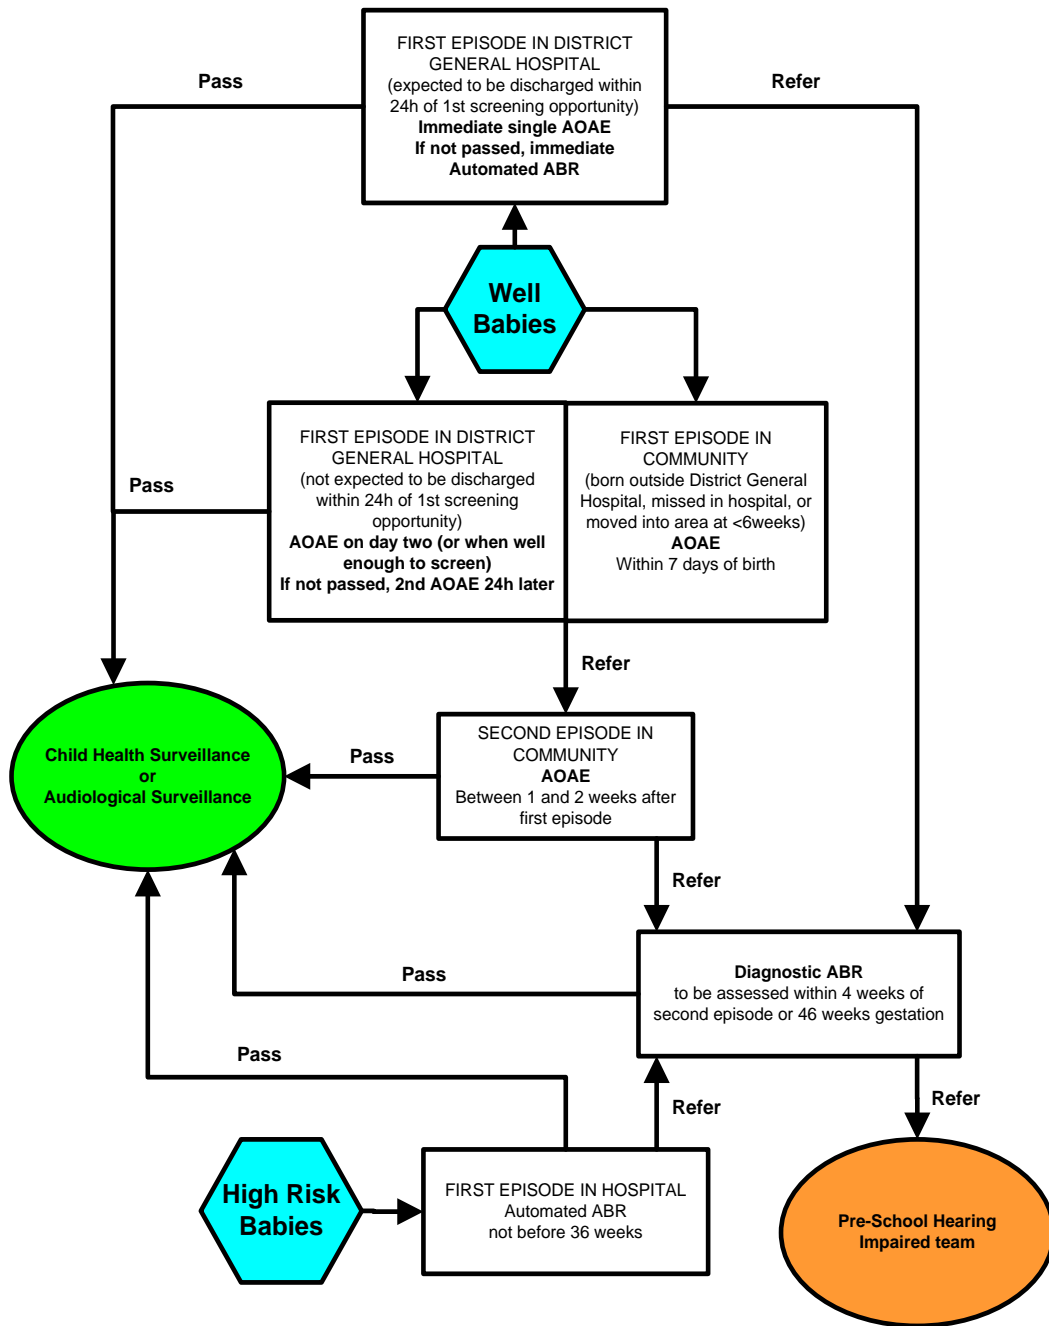 FIRST EPISODE IN DISTRICT
GENERAL HOSPITAL
(expected to be discharged within
24h of 1st screening opportunity)
Immediate single AOAE
If not passed, immediate
Automated ABR
Pass
Refer
Well
Babies
FIRST EPISODE IN DISTRICT
GENERAL HOSPITAL
(not expected to be discharged
within 24h of 1st screening
opportunity)
AOAE on day two (or when well
enough to screen)
If not passed, 2nd AOAE 24h later
FIRST EPISODE IN
COMMUNITY
(born outside District General
Hospital, missed in hospital, or
moved into area at <6weeks)
AOAE
Within 7 days of birth
Pass
Refer
SECOND EPISODE IN
COMMUNITY
AOAE
Between 1 and 2 weeks after
first episode
Pass
Child Health Surveillance
or
Audiological Surveillance
Refer
Diagnostic ABR
to be assessed within 4 weeks of
second episode or 46 weeks gestation
Pass
Pass
Refer
Refer
High Risk
Babies
FIRST EPISODE IN HOSPITAL
Automated ABR
not before 36 weeks
Pre-School Hearing
Impaired team